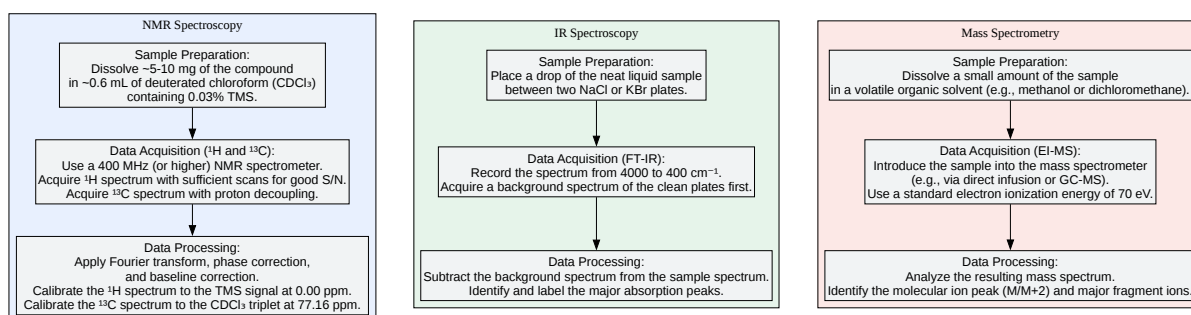 NMR Spectroscopy
Sample Preparation:
Dissolve ~5-10 mg of the compound
in ~0.6 mL of deuterated chloroform (CDCl₃)
containing 0.03% TMS.
Data Acquisition (¹H and ¹³C):
Use a 400 MHz (or higher) NMR spectrometer.
Acquire ¹H spectrum with sufficient scans for good S/N.
Acquire ¹³C spectrum with proton decoupling.
Data Processing:
Apply Fourier transform, phase correction,
and baseline correction.
Calibrate the ¹H spectrum to the TMS signal at 0.00 ppm.
Calibrate the ¹³C spectrum to the CDCl₃ triplet at 77.16 ppm.
IR Spectroscopy
Sample Preparation:
Place a drop of the neat liquid sample
between two NaCl or KBr plates.
Data Acquisition (FT-IR):
Record the spectrum from 4000 to 400 cm⁻¹.
Acquire a background spectrum of the clean plates first.
Data Processing:
Subtract the background spectrum from the sample spectrum.
Identify and label the major absorption peaks.
Mass Spectrometry
Sample Preparation:
Dissolve a small amount of the sample
in a volatile organic solvent (e.g., methanol or dichloromethane).
Data Acquisition (EI-MS):
Introduce the sample into the mass spectrometer
(e.g., via direct infusion or GC-MS).
Use a standard electron ionization energy of 70 eV.
Data Processing:
Analyze the resulting mass spectrum.
Identify the molecular ion peak (M/M+2) and major fragment ions.